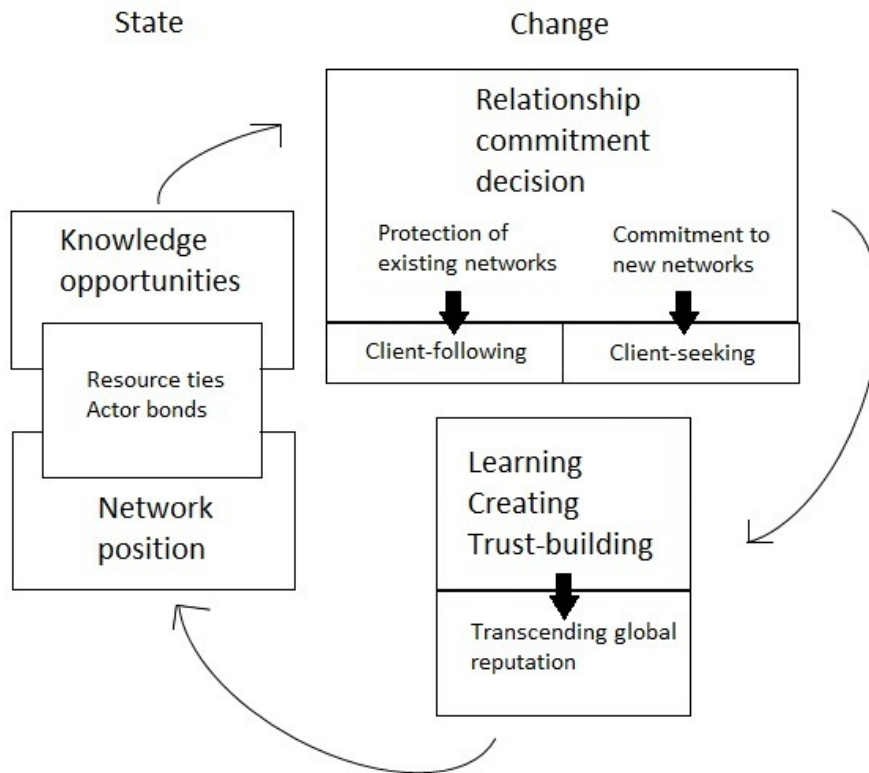 State
Change
Relationship
commitment
decision
Protection of
existing networks
Commitment to
new networks
Client-following
Client-seeking
Knowledge
opportunities
Resource ties
Actor bonds
Network
position
Learning
Creating
Trust-building
Transcending global
reputation